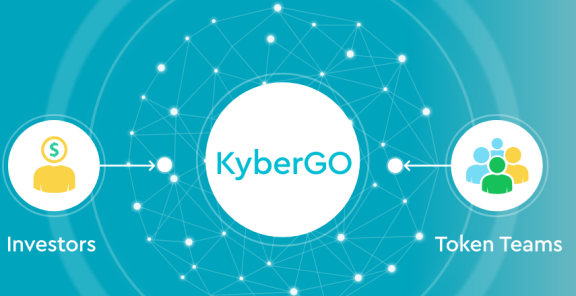 $
KyberGO
Investors
Token Teams